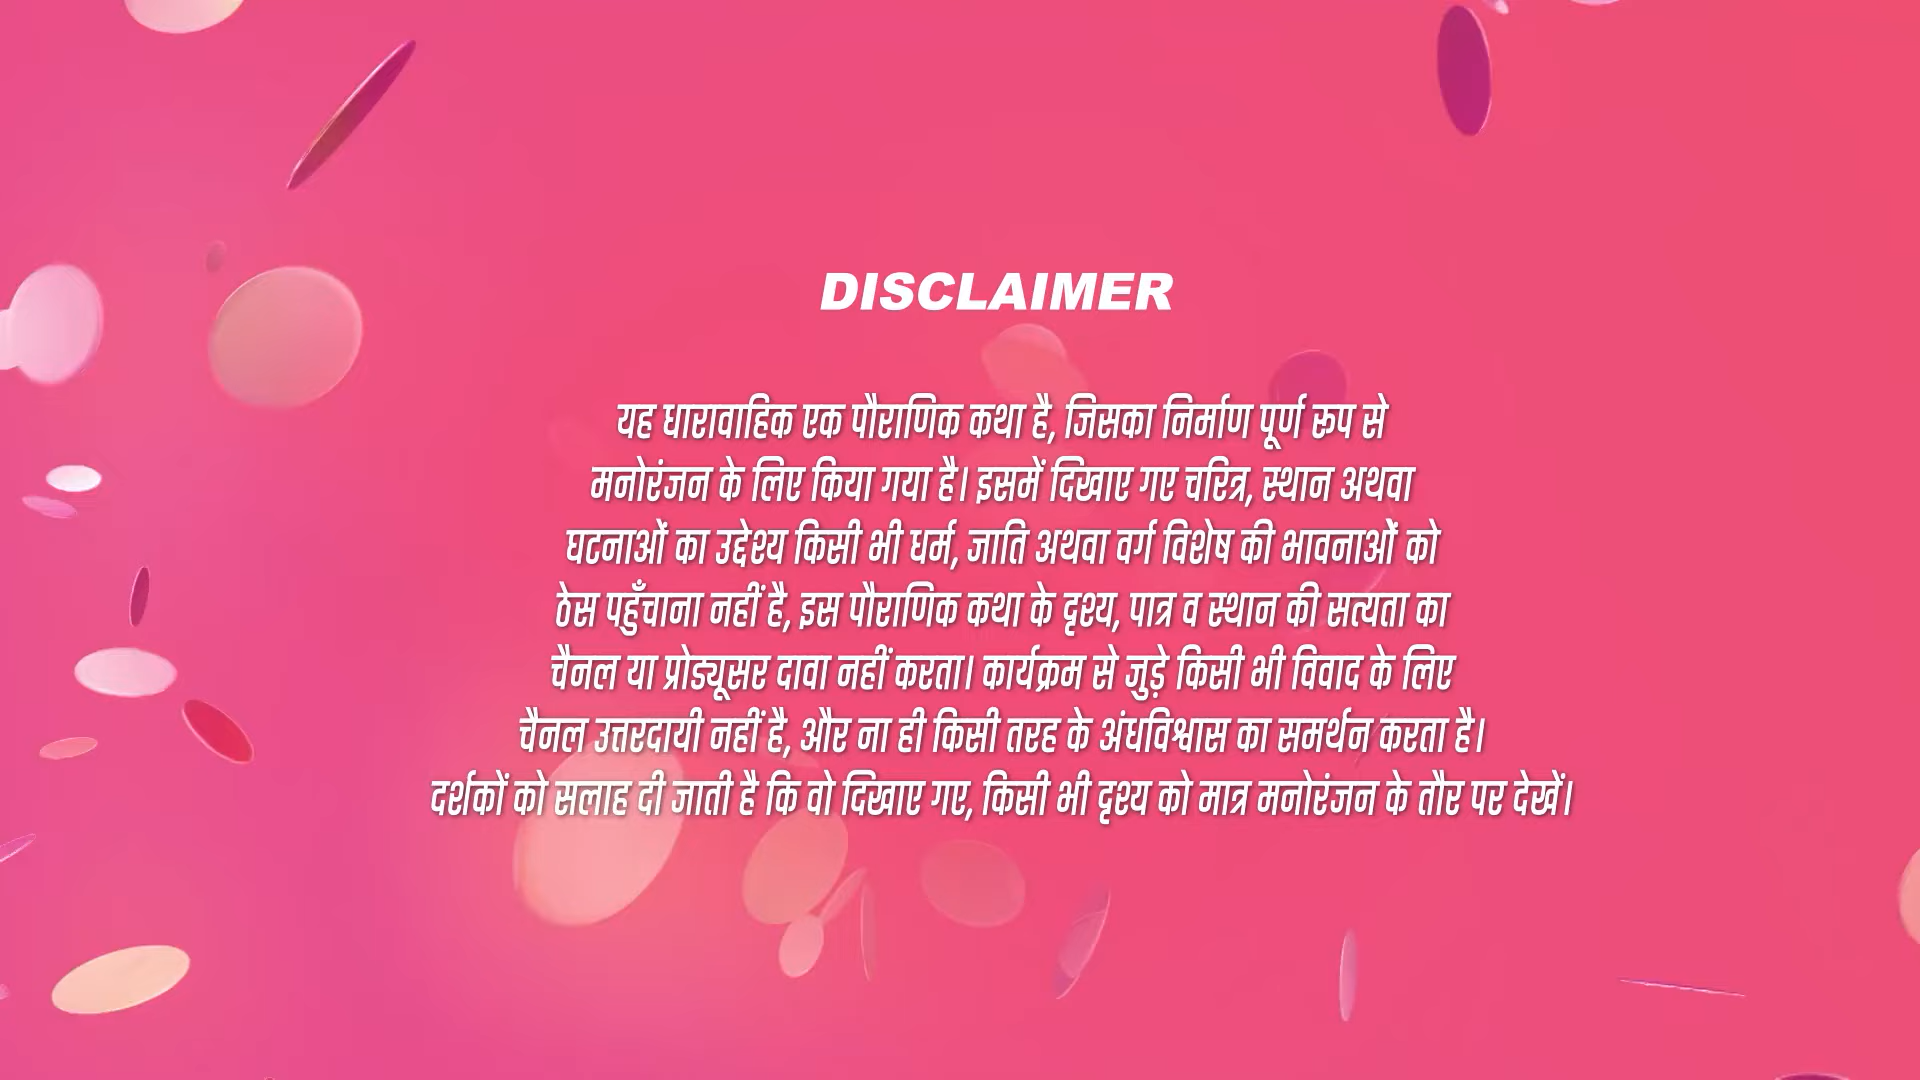 DISCLAIMER
यह धारावाहिक एक पौराणिक कथा है, जिसका निर्माण पूर्ण रूप से
मनोरंजन के लिए किया गया है। इसमें दिखाए गए चरित्र, स्थान अथवा
घटनाओं का उद्देश्य किसी भी धर्म, जाति अथवा वर्ग विशेष की भावनाओं को
ठेस पहुँचाना नहीं है, इस पौराणिक कथा के दृश्य, पात्र व स्थान की सत्यता का
चैनल या प्रोड्यूसर दावा नहीं करता। कार्यक्रम से जुड़े किसी भी विवाद के लिए
चैनल उत्तरदायी नहीं है, और ना ही किसी तरह के अंधविश्वास का समर्थन करता है।
दर्शकों को सलाह दी जाती है कि वो दिखाए गए, किसी भी दृश्य को मात्र मनोरंजन के तौर पर देखें।